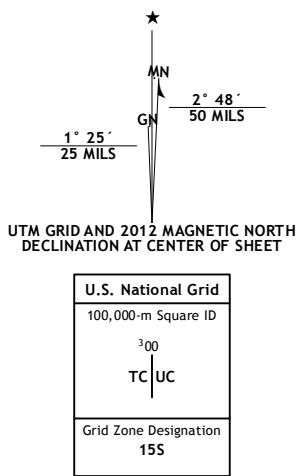 ★
MN
GN
2° 48´
50 MILS
1° 25´
25 MILS
UTM GRID AND 2012 MAGNETIC NORTH
DECLINATION AT CENTER OF SHEET
U.S. National Grid
100,000-m Square ID
³00
TC UC
Grid Zone Designation
15S